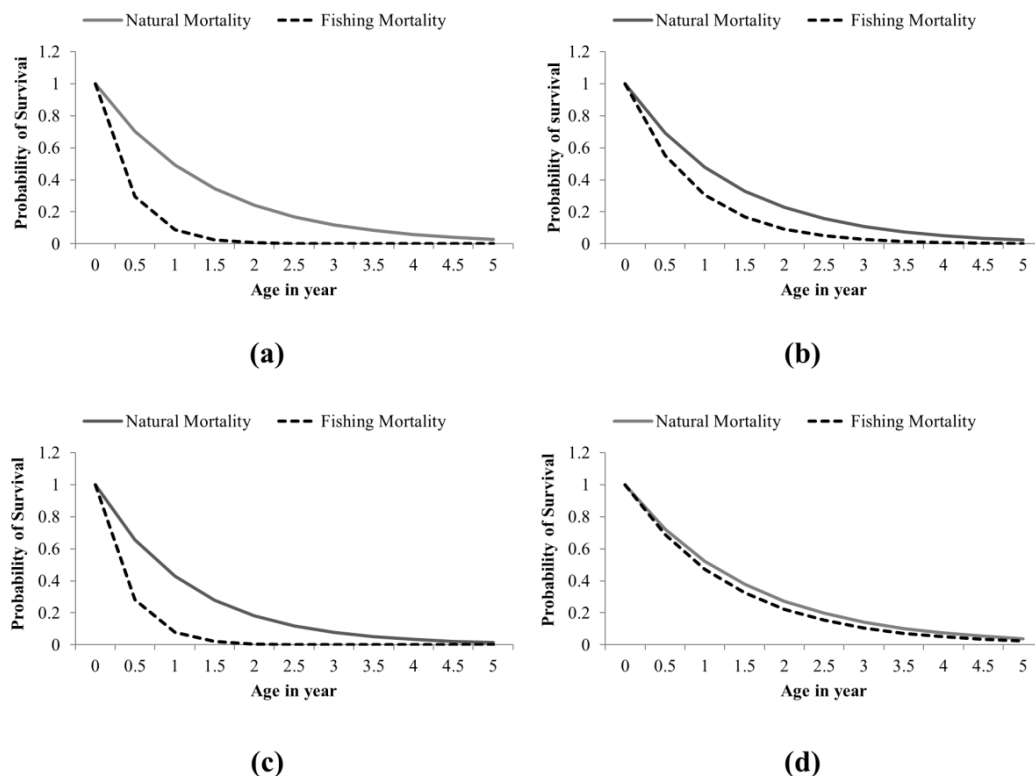 Natural Mortality Fishing Mortality
1.2
1
0.8
0.6
0.4
0.2
0
Probability of Survivai
0 0.5 1 1.5 2 2.5 3 3.5 4 4.5 5
Age in year
(a)
Natural Mortality Fishing Mortality
1.2
1
0.8
0.6
0.4
0.2
0
Probability of survival
0 0.5 1 1.5 2 2.5 3 3.5 4 4.5 5
Age in year
(b)
Natural Mortality Fishing Mortality
1.2
1
0.8
0.6
0.4
0.2
0
Probability of Survival
0 0.5 1 1.5 2 2.5 3 3.5 4 4.5 5
Age in year
(c)
Natural Mortality Fishing Mortality
1.2
1
0.8
0.6
0.4
0.2
0
Probability of Survival
0 0.5 1 1.5 2 2.5 3 3.5 4 4.5 5
Age in year
(d)